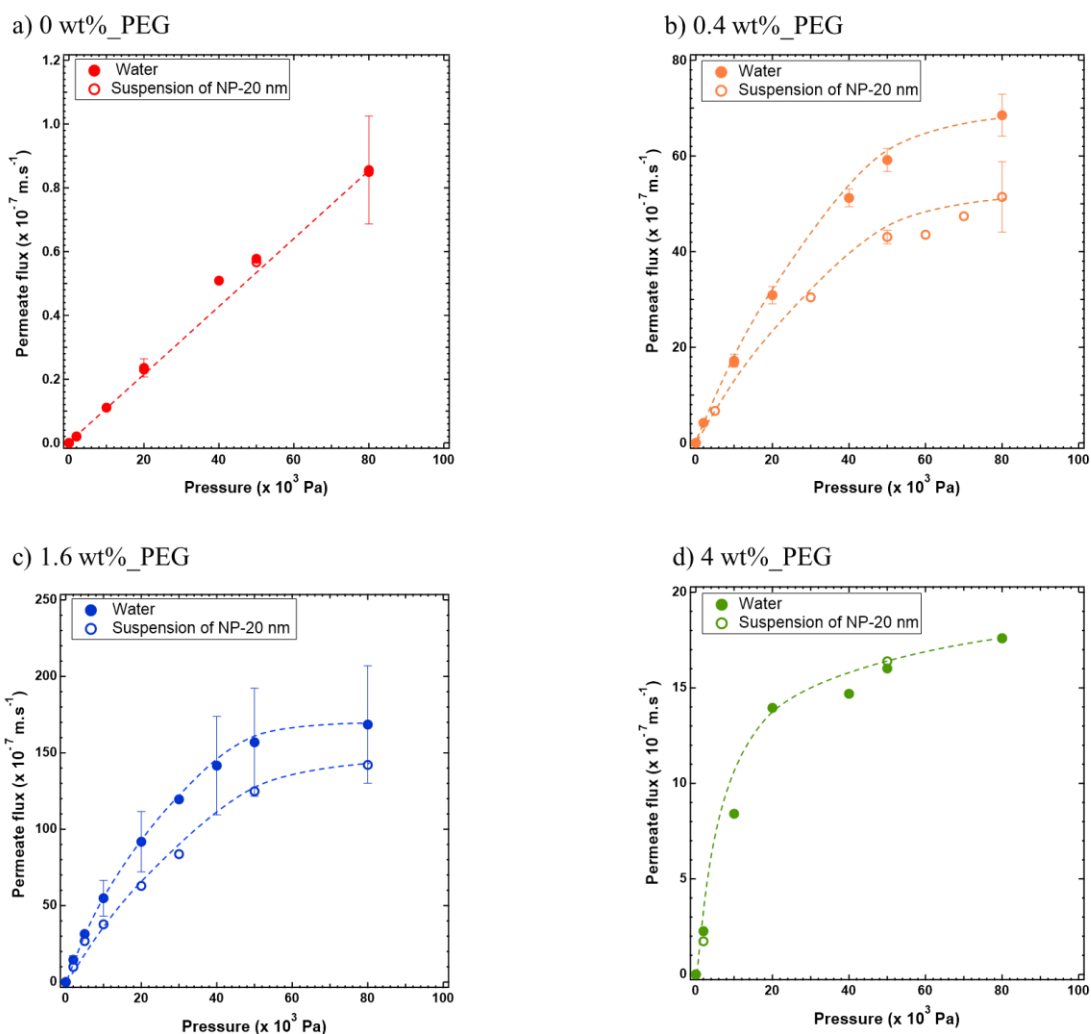 a) 0 wt%_PEG
1.2
1.0
0.8
0.6
0.4
0.2
0.0
Water
Suspension of NP-20 nm
Permeate flux (x 10⁻⁷ m.s⁻¹)
0 20 40 60 80 100
Pressure (x 10³ Pa)
b) 0.4 wt%_PEG
80
60
40
20
0
Water
Suspension of NP-20 nm
Permeate flux (x 10⁻⁷ m.s⁻¹)
0 20 40 60 80 100
Pressure (x 10³ Pa)
c) 1.6 wt%_PEG
250
200
150
100
50
0
Water
Suspension of NP-20 nm
Permeate flux (x 10⁻⁷ m.s⁻¹)
0 20 40 60 80 100
Pressure (x 10³ Pa)
d) 4 wt%_PEG
20
15
10
5
0
Water
Suspension of NP-20 nm
Permeate flux (x 10⁻⁷ m.s⁻¹)
0 20 40 60 80 100
Pressure (x 10³ Pa)